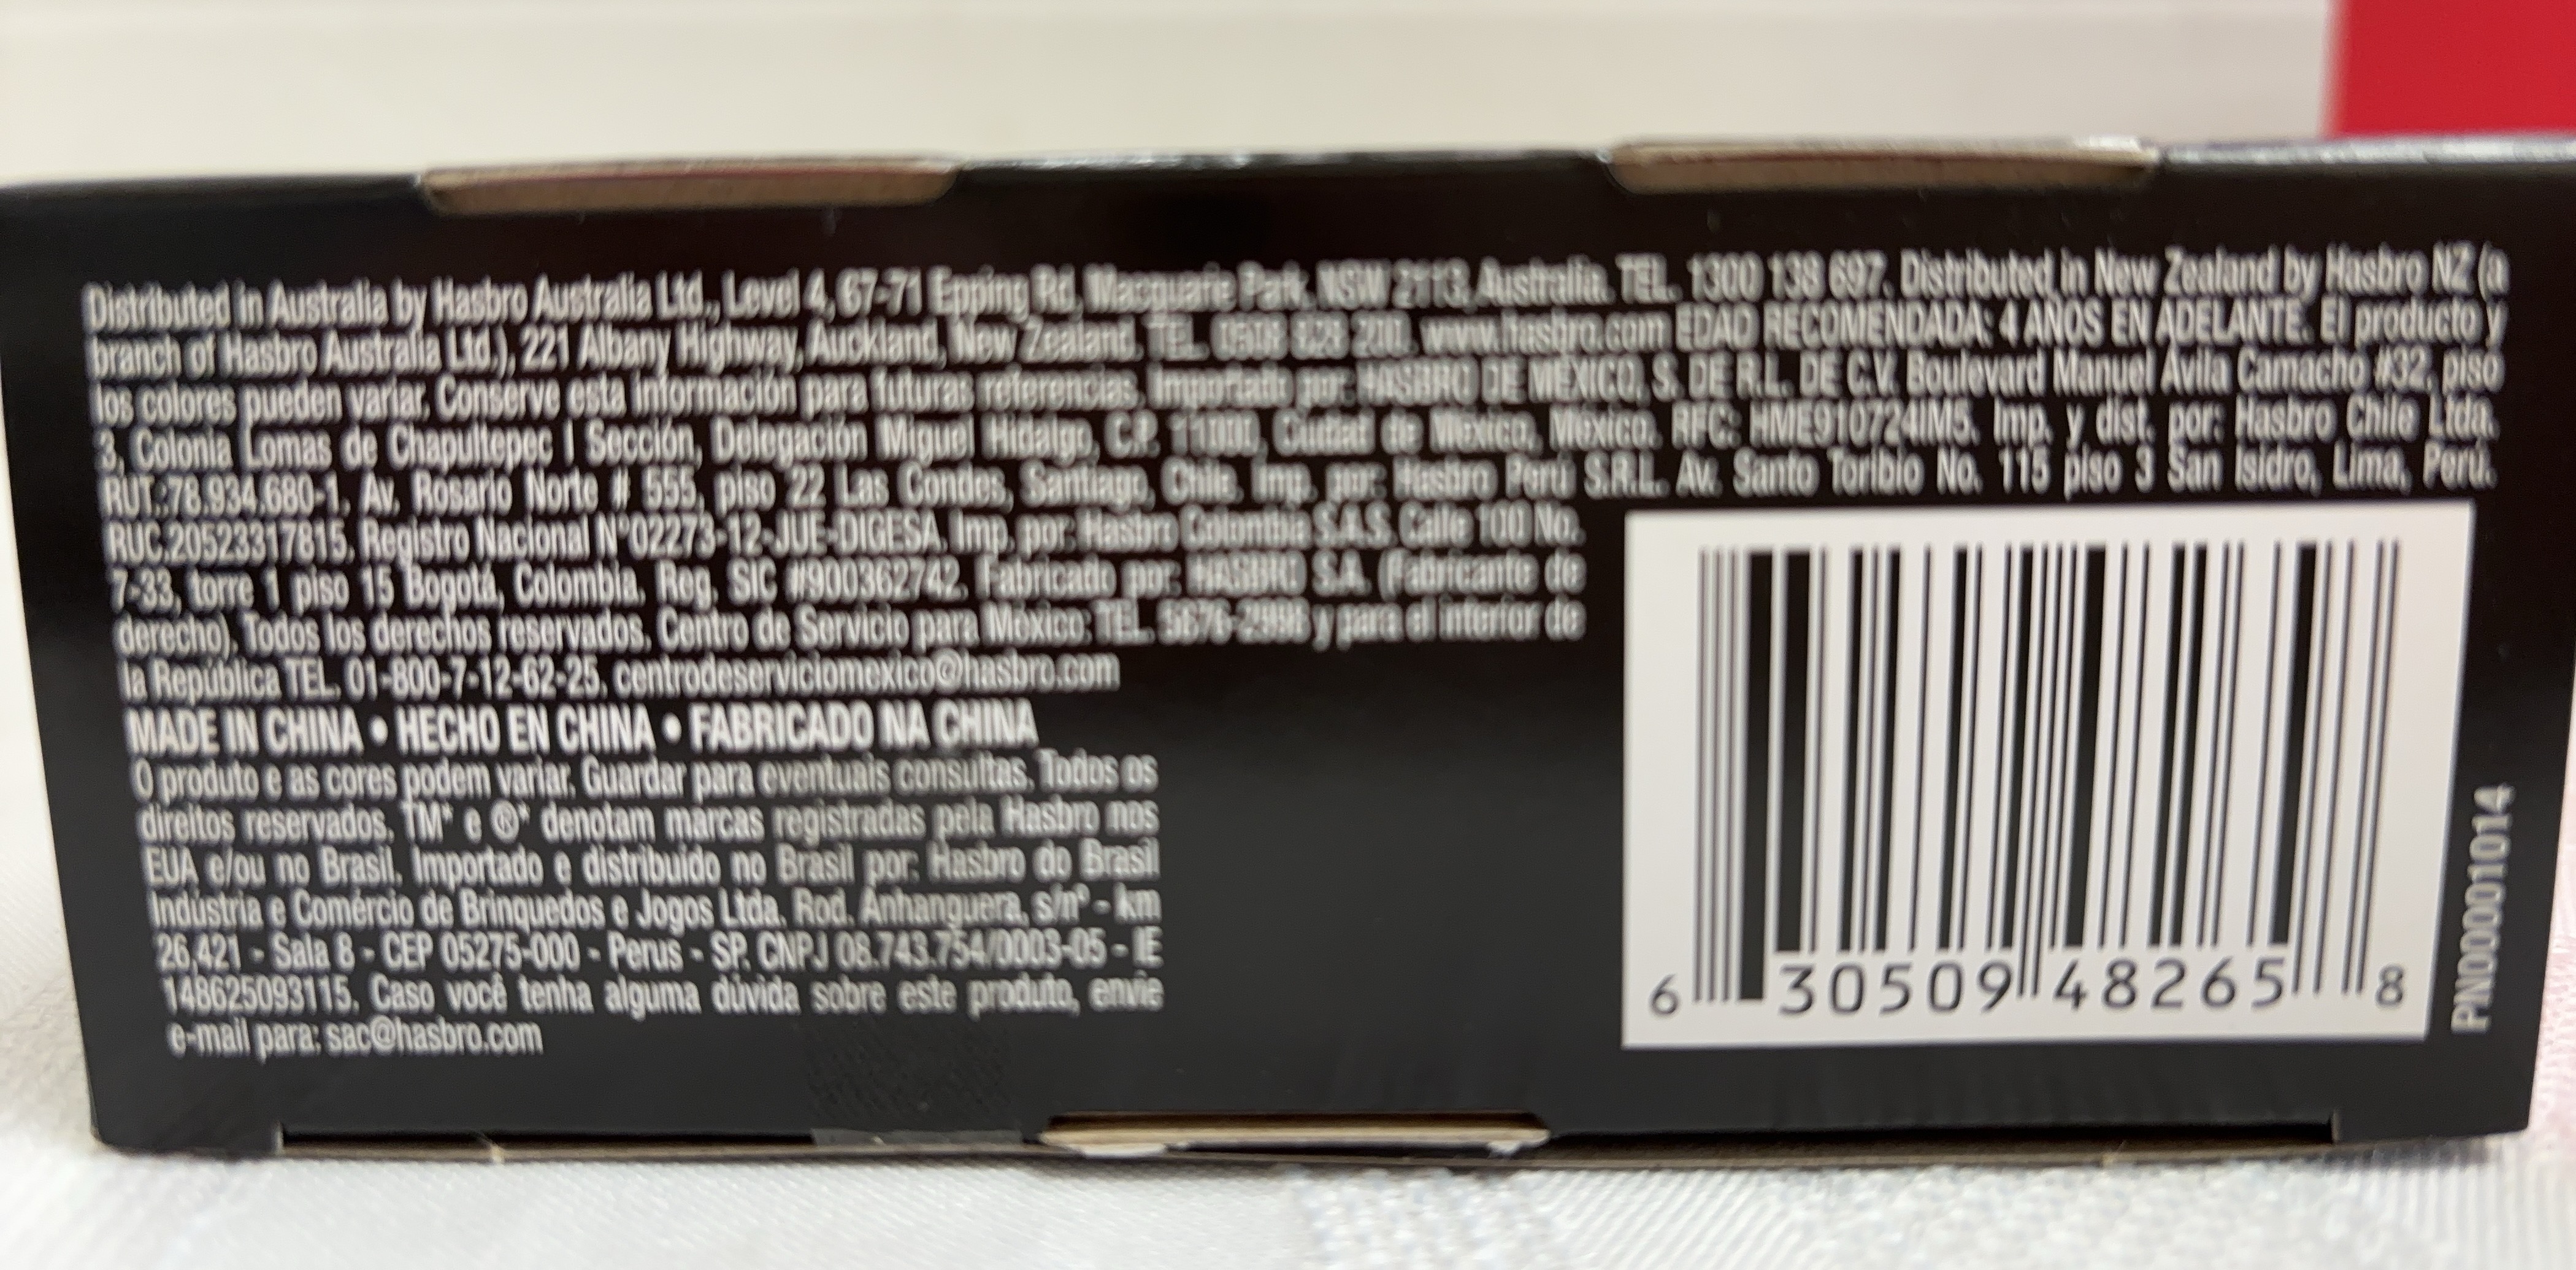 Distributed in Australia by Hasbro Australia Ltd., Level 4, 67-71 Epping Rd, Macquarie Park, NSW 2113, Australia. TEL. 1300 138 697. Distributed in New Zealand by Hasbro NZ (a
branch of Hasbro Australia Ltd.), 221 Albany Highway, Auckland, New Zealand. TEL. 0508 828 200. www.hasbro.com EDAD RECOMENDADA: 4 AÑOS EN ADELANTE. El producto y
los colores pueden variar. Conserve esta información para futuras referencias. Importado por: HASBRO DE MÉXICO, S. DE R.L. DE C.V. Boulevard Manuel Ávila Camacho #32, piso
3, Colonia Lomas de Chapultepec I Sección, Delegación Miguel Hidalgo, C.P. 11000, Ciudad de México, México. RFC: HME910724IM5. Imp. y dist. por: Hasbro Chile Ltda.
RUT.:78.934.680-1. Av. Rosario Norte # 555, piso 22 Las Condes, Santiago, Chile. Imp. por: Hasbro Perú S.R.L. Av. Santo Toribio No. 115 piso 3 San Isidro, Lima, Perú.
RUC.20523317815. Registro Nacional N°02273-12-JUE-DIGESA. Imp. por: Hasbro Colombia S.A.S. Calle 100 No.
7-33, torre 1 piso 15 Bogotá, Colombia. Reg. SIC #900362742. Fabricado por: HASBRO S.A. (Fabricante de
derecho). Todos los derechos reservados. Centro de Servicio para México: TEL. y para el interior de
la República TEL. 01-800-7-12-62-25. centrodeserviciomexico@hasbro.com
MADE IN CHINA • HECHO EN CHINA • FABRICADO NA CHINA
O produto e as cores podem variar. Guardar para eventuais consultas. Todos os
direitos reservados. TM* e ®* denotam marcas registradas pela Hasbro nos
EUA e/ou no Brasil. Importado e distribuído no Brasil por: Hasbro do Brasil
Indústria e Comércio de Brinquedos e Jogos Ltda. Rod. Anhanguera, s/nº - km
26,421 - Sala 8 - CEP 05275-000 - Perus - SP. CNPJ 08.743.754/0003-05 - IE
148625093115. Caso você tenha alguma dúvida sobre este produto, envie
e-mail para: sac@hasbro.com
6 30509 48265 8
PN00001014